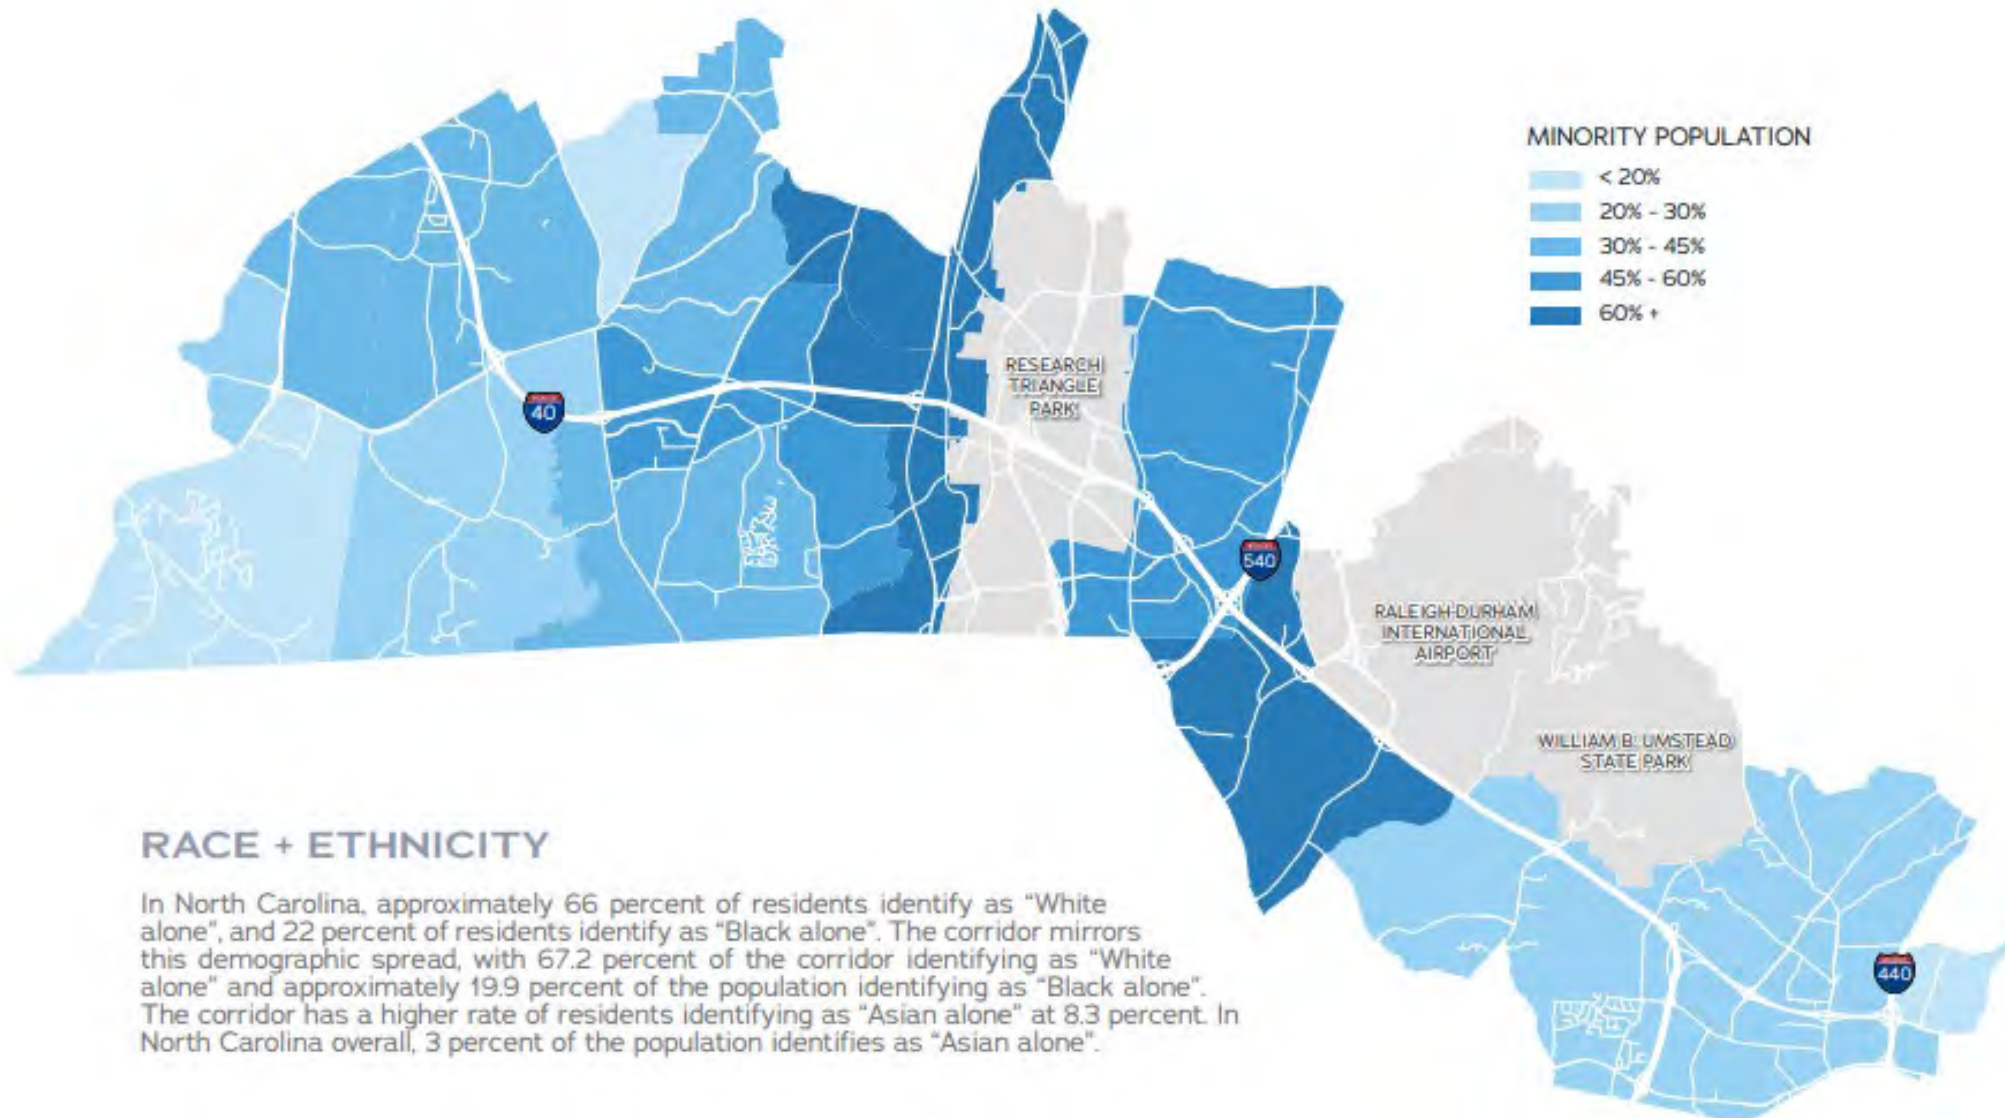 MINORITY POPULATION
< 20%
20% - 30%
30% - 45%
45% - 60%
60% +
RESEARCH
TRIANGLE
PARK
40
540
RALEIGH-DURHAM
INTERNATIONAL
AIRPORT
WILLIAM B. UMSTEAD
STATE PARK
440
RACE + ETHNICITY
In North Carolina, approximately 66 percent of residents identify as “White
alone”, and 22 percent of residents identify as “Black alone”. The corridor mirrors
this demographic spread, with 67.2 percent of the corridor identifying as “White
alone” and approximately 19.9 percent of the population identifying as “Black alone”.
The corridor has a higher rate of residents identifying as “Asian alone” at 8.3 percent. In
North Carolina overall, 3 percent of the population identifies as “Asian alone”.